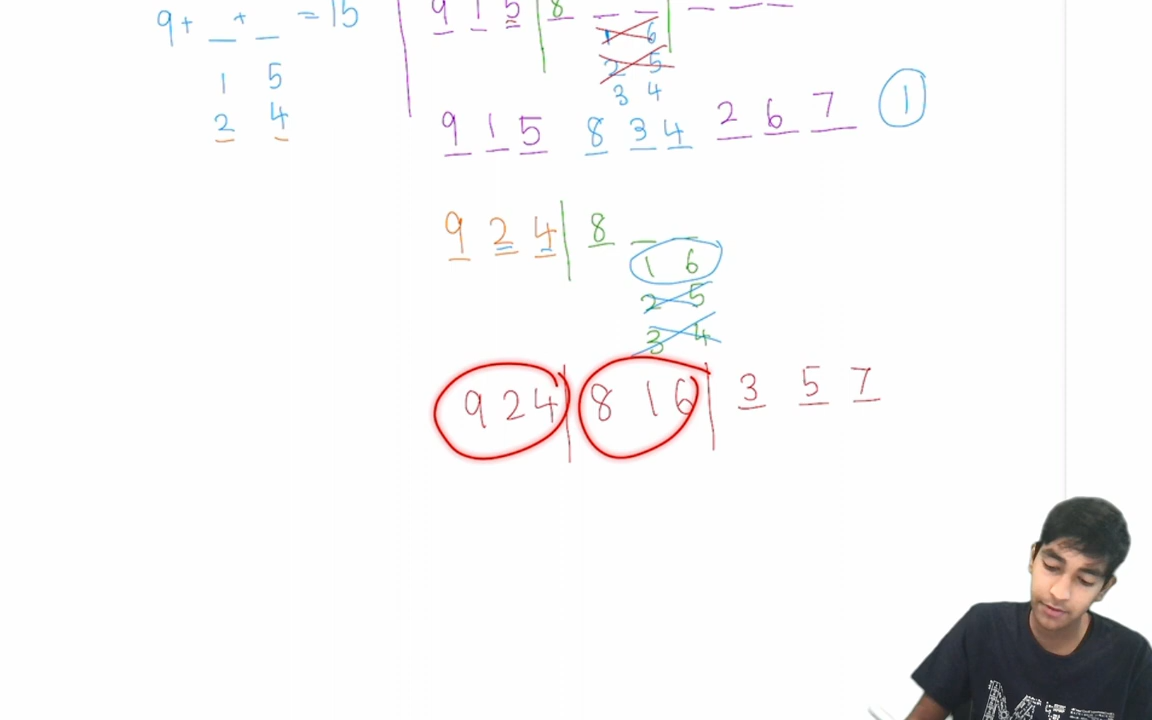 9 + _ + _ = 15
1 5
2 4
9 1 5 | 8 _ _ | _ _ _
1 6
2 5
3 4
9 1 5 8 3 4 2 6 7 1
9 2 4 | 8 _ _
1 6
2 5
3 4
9 2 4 | 8 1 6 | 3 5 7